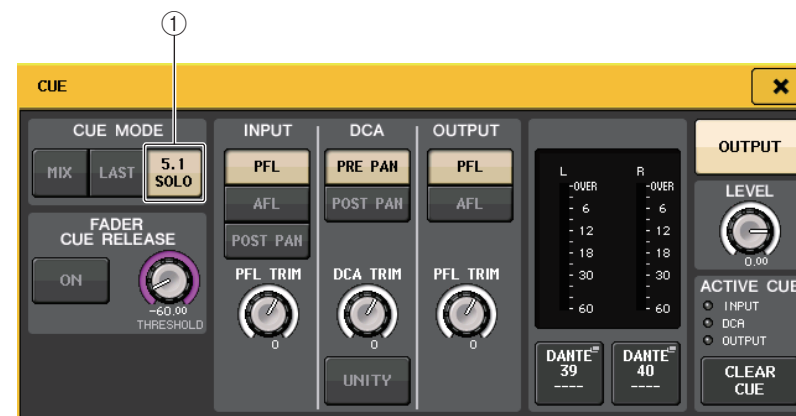 1
CUE
CUE MODE
MIX
LAST
5.1
SOLO
FADER
CUE RELEASE
ON
-60.00
THRESHOLD
INPUT
PFL
AFL
POST PAN
PFL TRIM
0
DCA
PRE PAN
POST PAN
DCA TRIM
0
UNITY
OUTPUT
PFL
AFL
PFL TRIM
0
L R
-OVER -OVER
6 6
12 12
18 18
30 30
60 60
DANTE
39
----
DANTE
40
----
OUTPUT
LEVEL
0.00
ACTIVE CUE
INPUT
DCA
OUTPUT
CLEAR
CUE